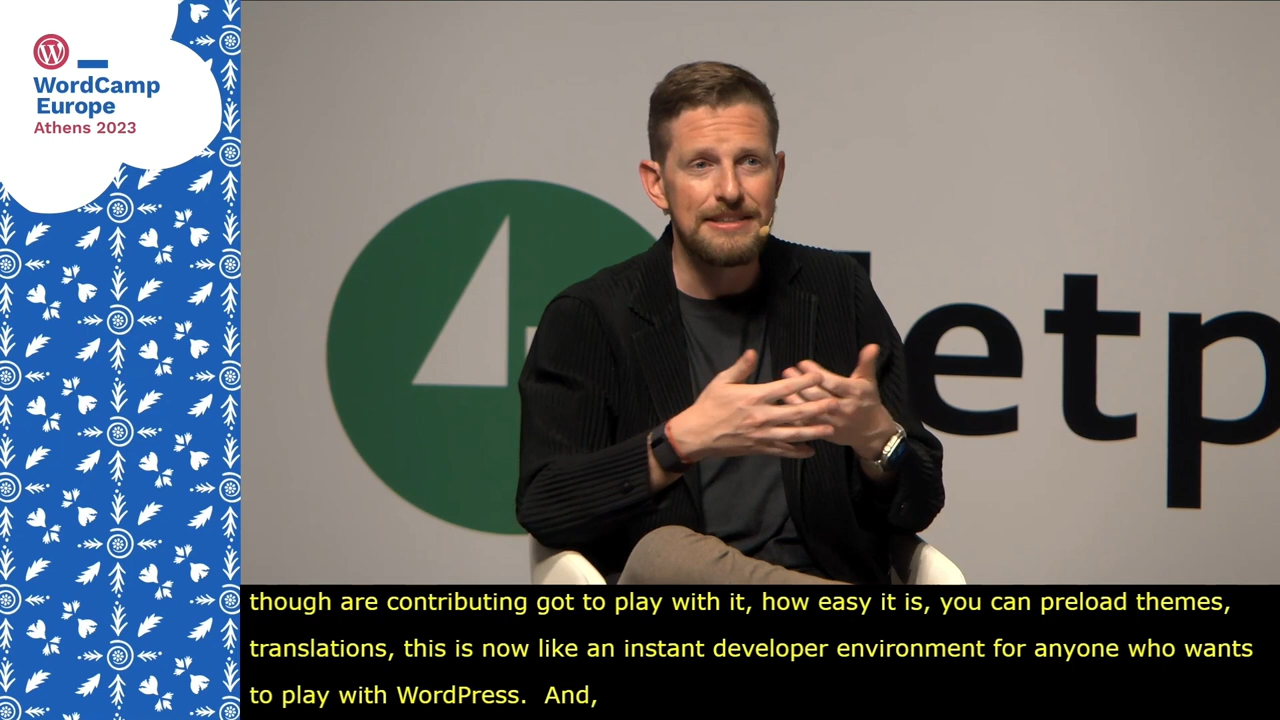 WordCamp
Europe
Athens 2023
Jetp
though are contributing got to play with it, how easy it is, you can preload themes,
translations, this is now like an instant developer environment for anyone who wants
to play with WordPress.  And,